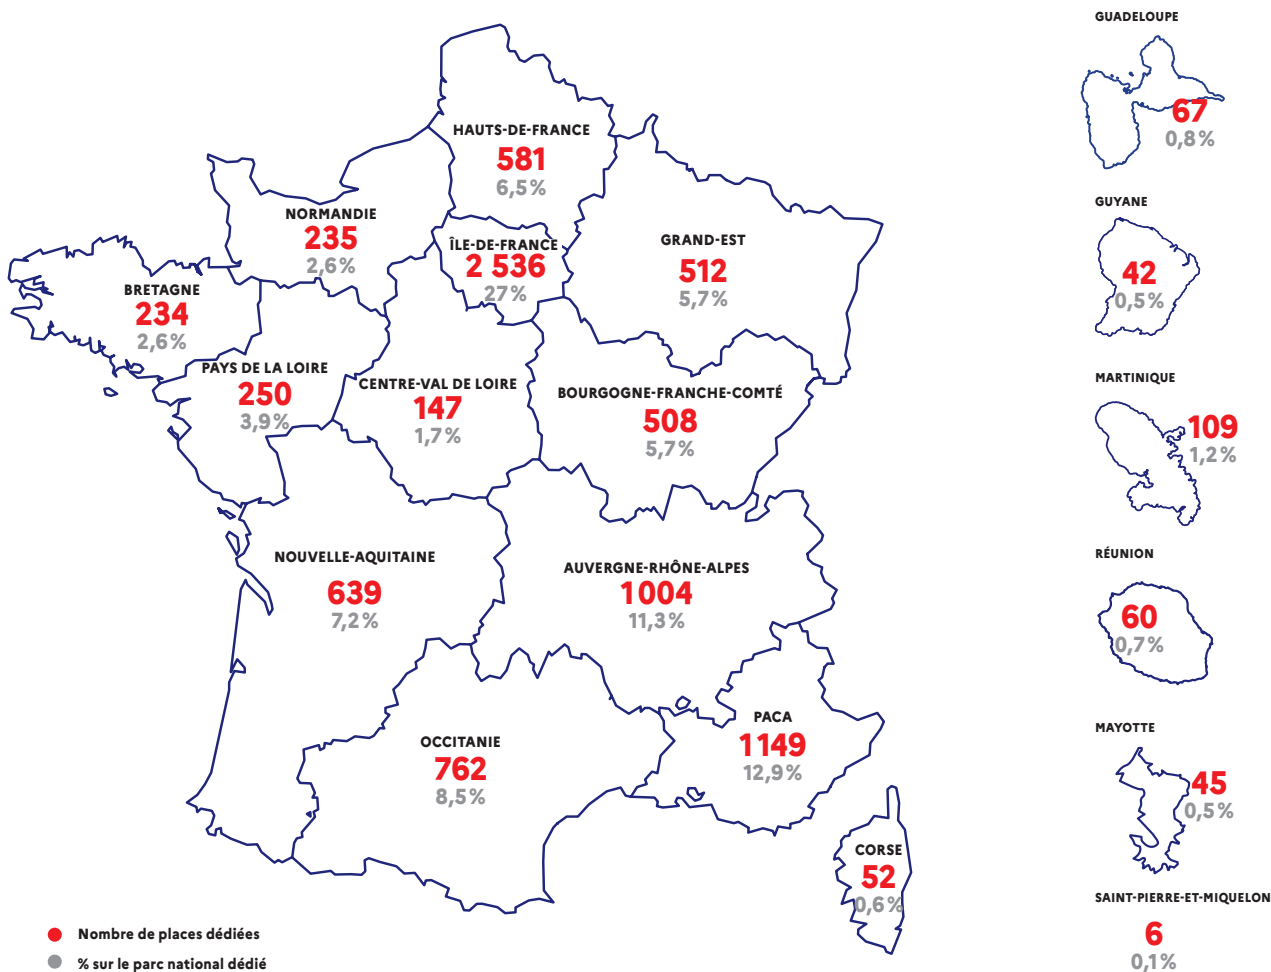 HAUTS-DE-FRANCE
581
6,5%
NORMANDIE
235
2,6%
ÎLE-DE-FRANCE
2 536
27%
GRAND-EST
512
5,7%
BRETAGNE
234
2,6%
PAYS DE LA LOIRE
250
3,9%
CENTRE-VAL DE LOIRE
147
1,7%
BOURGOGNE-FRANCHE-COMTÉ
508
5,7%
NOUVELLE-AQUITAINE
639
7,2%
AUVERGNE-RHÔNE-ALPES
1004
11,3%
OCCITANIE
762
8,5%
PACA
1149
12,9%
CORSE
52
0,6%
GUADELOUPE
67
0,8%
GUYANE
42
0,5%
MARTINIQUE
109
1,2%
RÉUNION
60
0,7%
MAYOTTE
45
0,5%
SAINT-PIERRE-ET-MIQUELON
6
0,1%
Nombre de places dédiées
% sur le parc national dédié